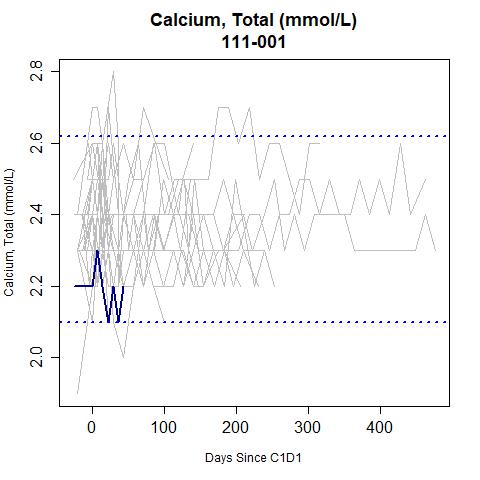 Calcium, Total (mmol/L)
111-001
Calcium, Total (mmol/L)
2.8
2.6
2.4
2.2
2.0
0 100 200 300 400
Days Since C1D1